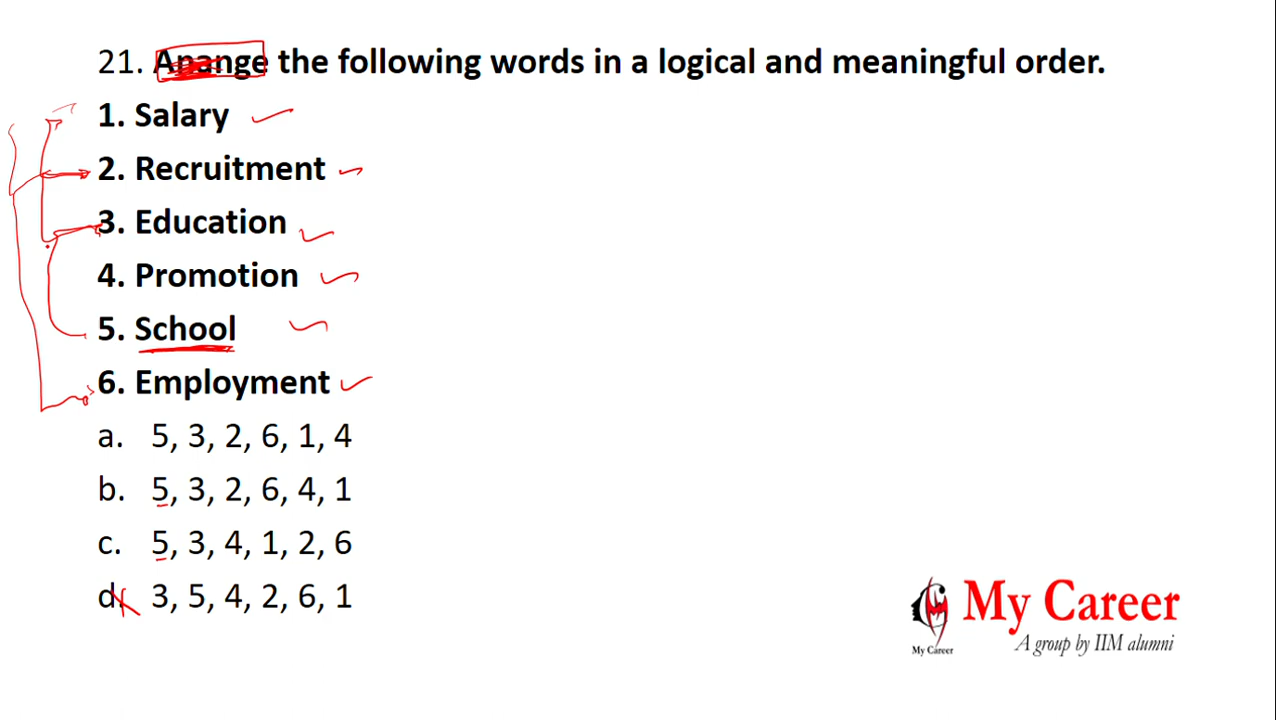 21. Anange the following words in a logical and meaningful order.
1. Salary
2. Recruitment
3. Education
4. Promotion
5. School
6. Employment
a. 5, 3, 2, 6, 1, 4
b. 5, 3, 2, 6, 4, 1
c. 5, 3, 4, 1, 2, 6
d. 3, 5, 4, 2, 6, 1
My Career
A group by IIM alumni
My Career